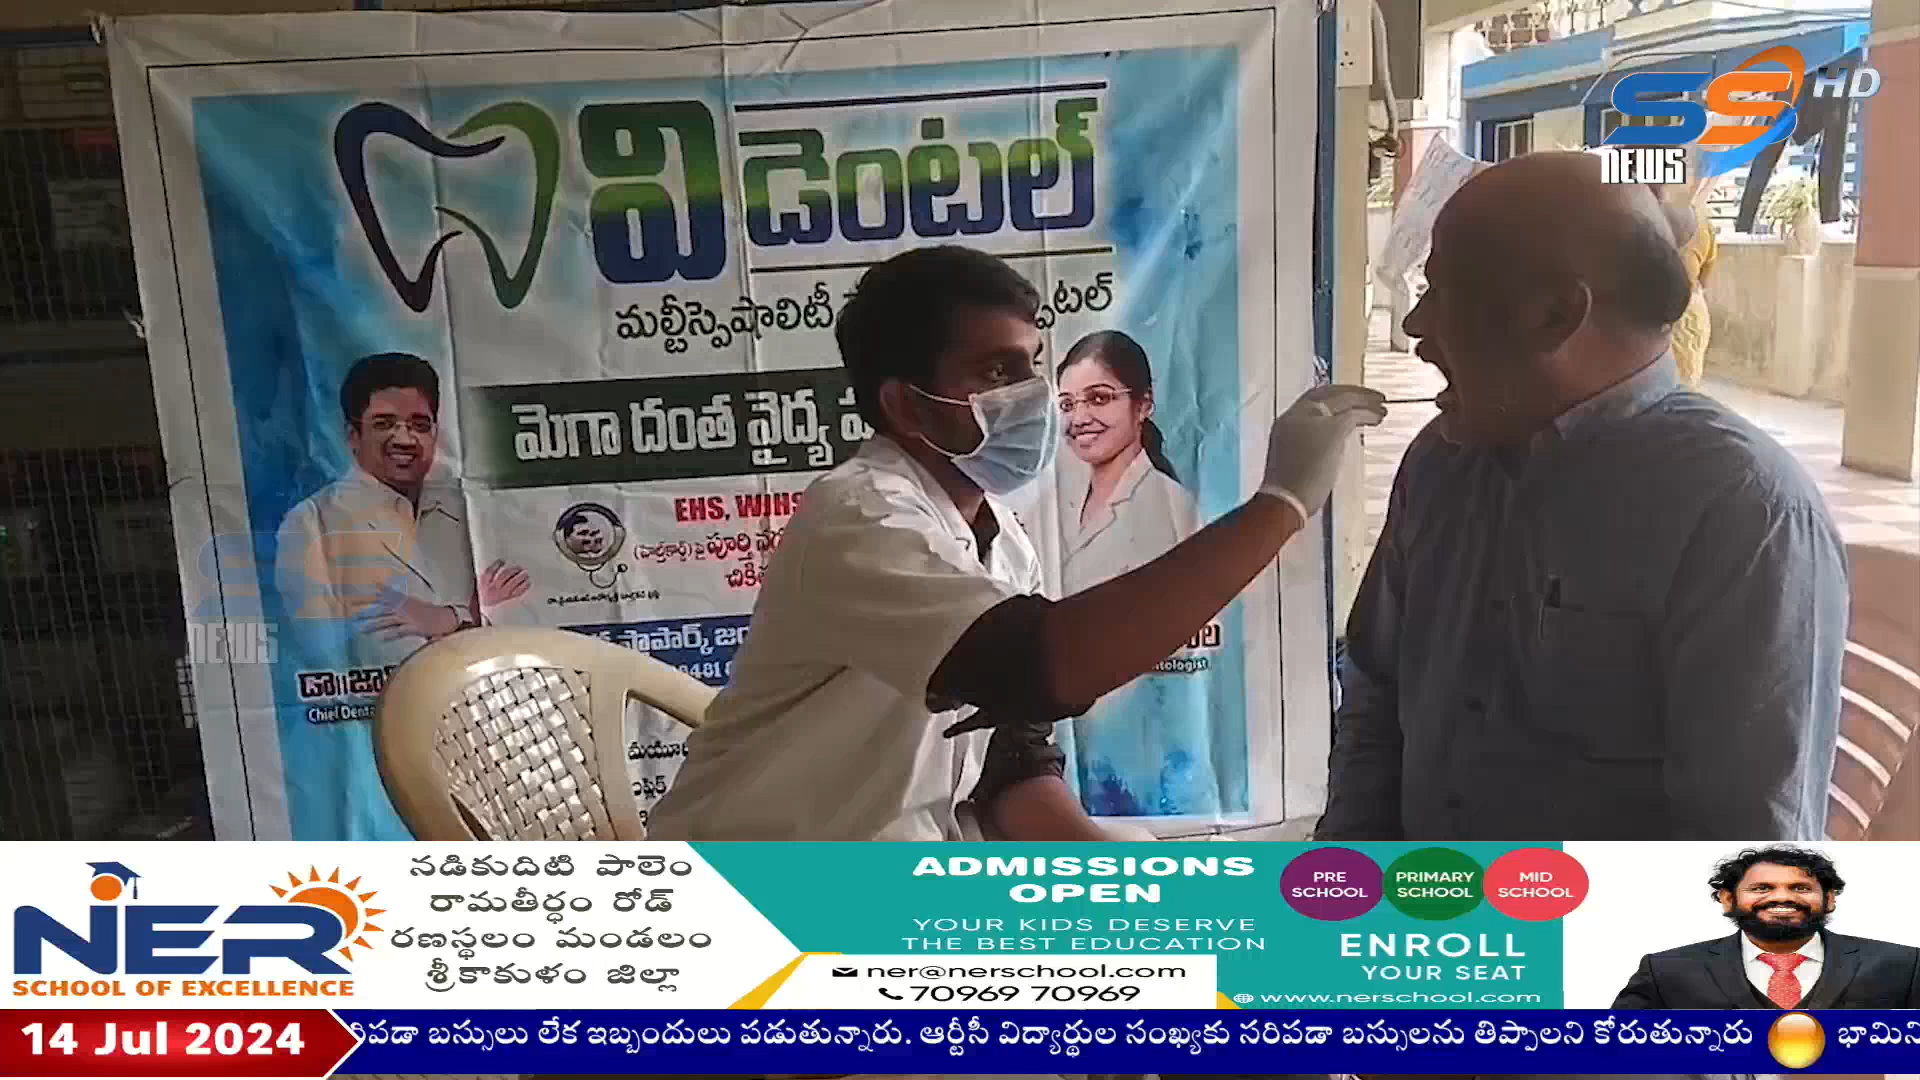 SS HD
NEWS
వి డెంటల్
మల్టీస్పెషాలిటీ
మెగా దంత వైద్య
EHS, WJHS
(హెల్త్‌కార్డ్) పై పూర్తి
NEWS
Chief
NER
SCHOOL OF EXCELLENCE
నడికుదిటి పాలెం
రామతీర్ధం రోడ్
రణస్థలం మండలం
శ్రీకాకుళం జిల్లా
ADMISSIONS
OPEN
YOUR KIDS DESERVE
THE BEST EDUCATION
ner@nerschool.com
70969 70969
PRE SCHOOL
PRIMARY SCHOOL
MID SCHOOL
ENROLL
YOUR SEAT
www.nerschool.com
14 Jul 2024
బస్సులు లేక ఇబ్బందులు పడుతున్నారు. ఆర్టీసీ విద్యార్థుల సంఖ్యకు సరిపడా బస్సులను తిప్పాలని కోరుతున్నారు